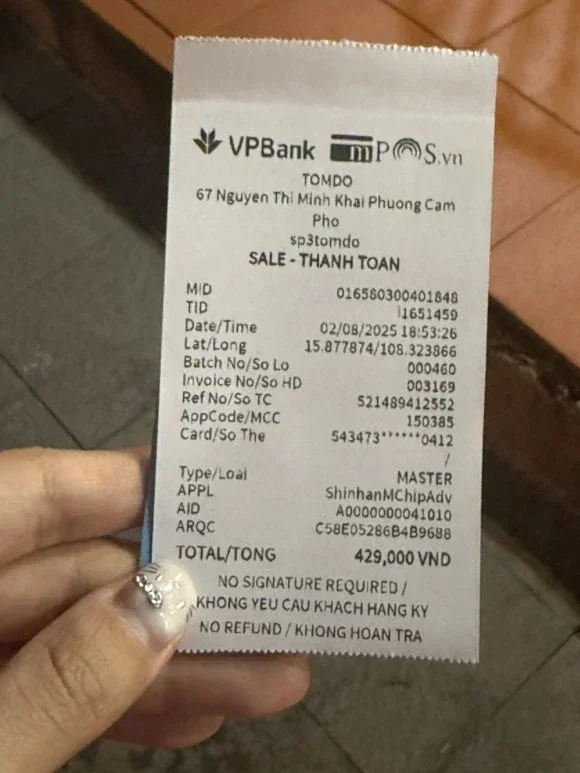 VPBank mPOS.vn
TOMDO
67 Nguyen Thi Minh Khai Phuong Cam
Pho
sp3tomdo
SALE - THANH TOAN
MID 016580300401848
TID 11651459
Date/Time 02/08/2025 18:53:26
Lat/Long 15.877874/108.323866
Batch No/So Lo 000460
Invoice No/So HD 003169
Ref No/So TC 521489412552
AppCode/MCC 150385
Card/So The 543473******0412
/
Type/Loai MASTER
APPL ShinhanMChipAdv
AID A0000000041010
ARQC C58E05286B4B9688
TOTAL/TONG 429,000 VND
NO SIGNATURE REQUIRED /
KHONG YEU CAU KHACH HANG KY
NO REFUND / KHONG HOAN TRA